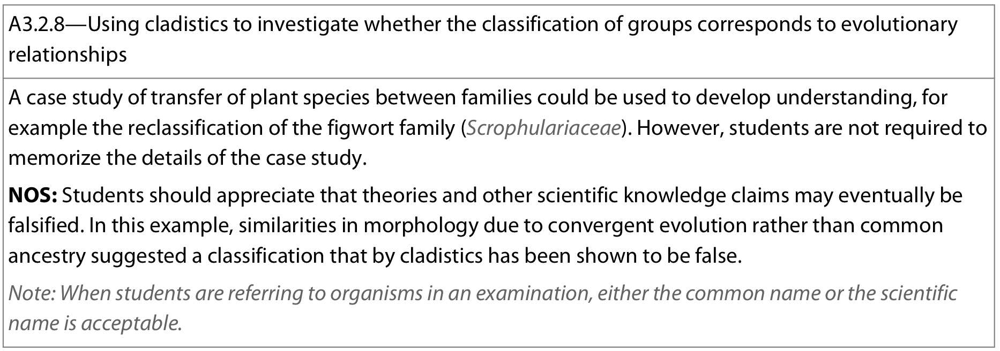 A3.2.8—Using cladistics to investigate whether the classification of groups corresponds to evolutionary
relationships
A case study of transfer of plant species between families could be used to develop understanding, for
example the reclassification of the figwort family (Scrophulariaceae). However, students are not required to
memorize the details of the case study.
NOS: Students should appreciate that theories and other scientific knowledge claims may eventually be
falsified. In this example, similarities in morphology due to convergent evolution rather than common
ancestry suggested a classification that by cladistics has been shown to be false.
Note: When students are referring to organisms in an examination, either the common name or the scientific
name is acceptable.